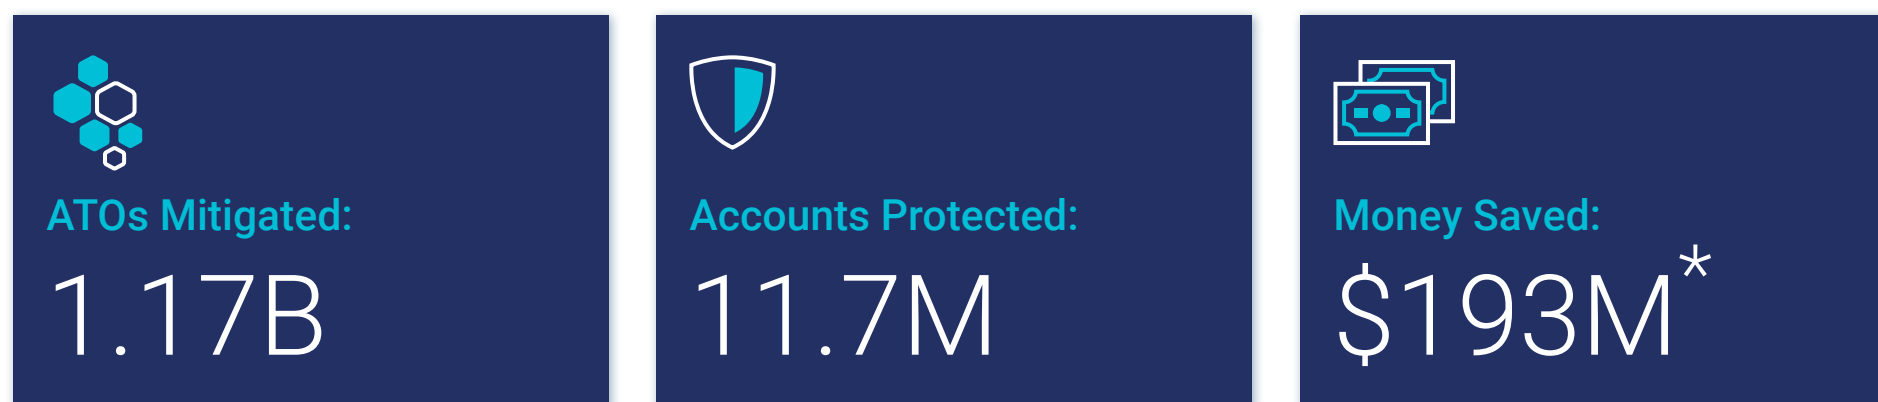 ATOs Mitigated:
1.17B
Accounts Protected:
11.7M
Money Saved:
$193M*